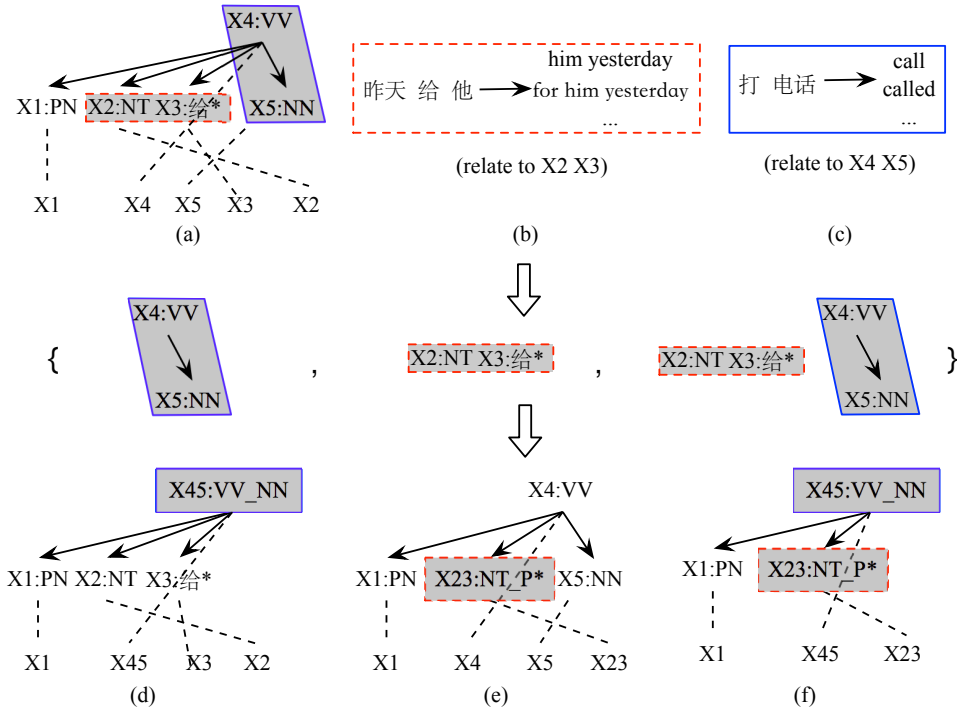 X4:VV
X1:PN X2:NT X3:给* X5:NN
X1 X4 X5 X3 X2
(a)
昨天 给 他
him yesterday
for him yesterday
...
(relate to X2 X3)
(b)
打 电话
call
called
...
(relate to X4 X5)
(c)
{
X4:VV
X5:NN
,
X2:NT X3:给*
,
X2:NT X3:给*
X4:VV
X5:NN
}
X45:VV_NN
X1:PN X2:NT X3:给*
X1 X45 X3 X2
(d)
X4:VV
X1:PN X23:NT_P* X5:NN
X1 X4 X5 X23
(e)
X45:VV_NN
X1:PN X23:NT_P*
X1 X45 X23
(f)